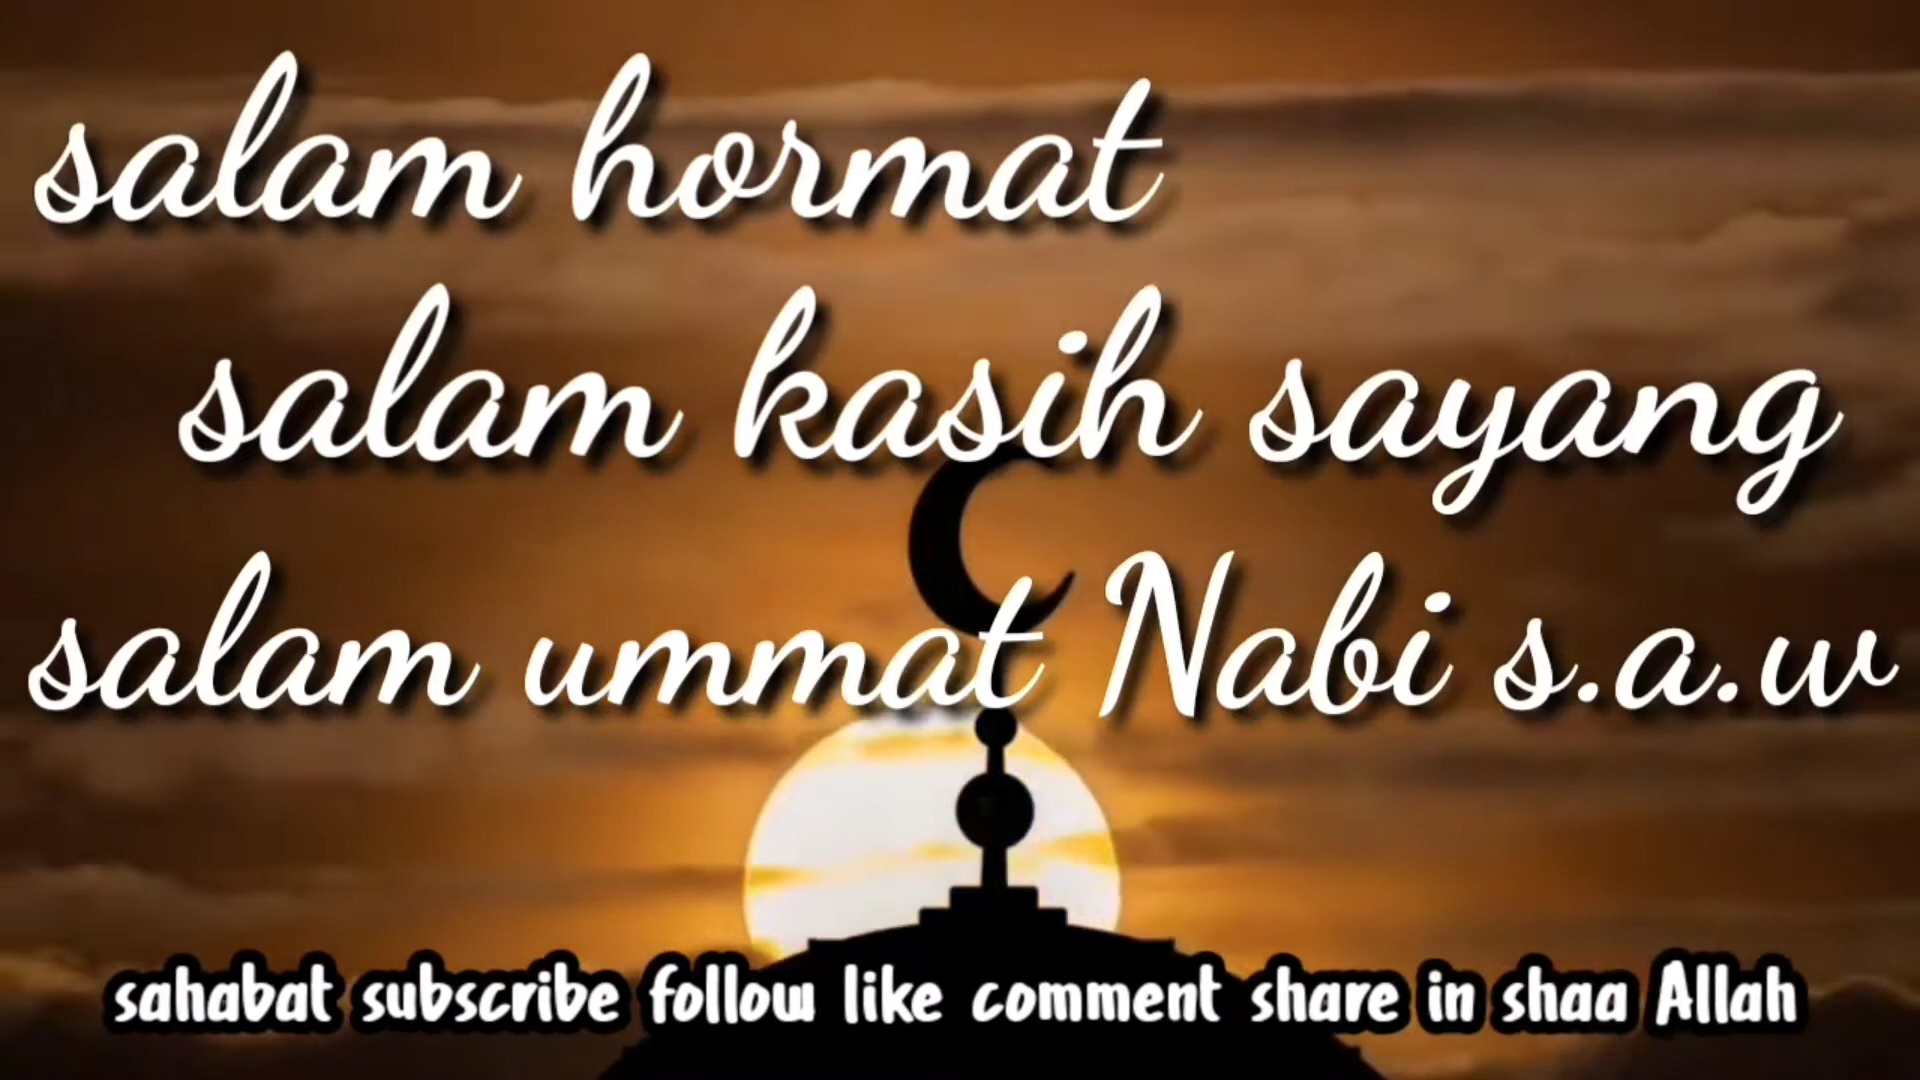 salam hormat
salam kasih sayang
salam ummat Nabi s.a.w
sahabat subscribe follow like comment share in shaa Allah